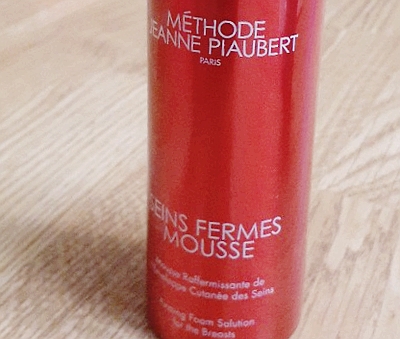 MÉTHODE
JEANNE PIAUBERT
PARIS
SEINS FERMES
MOUSSE
Mousse Raffermissante de
l'Enveloppe Cutanée des Seins
Firming Foam Solution
for the Breasts